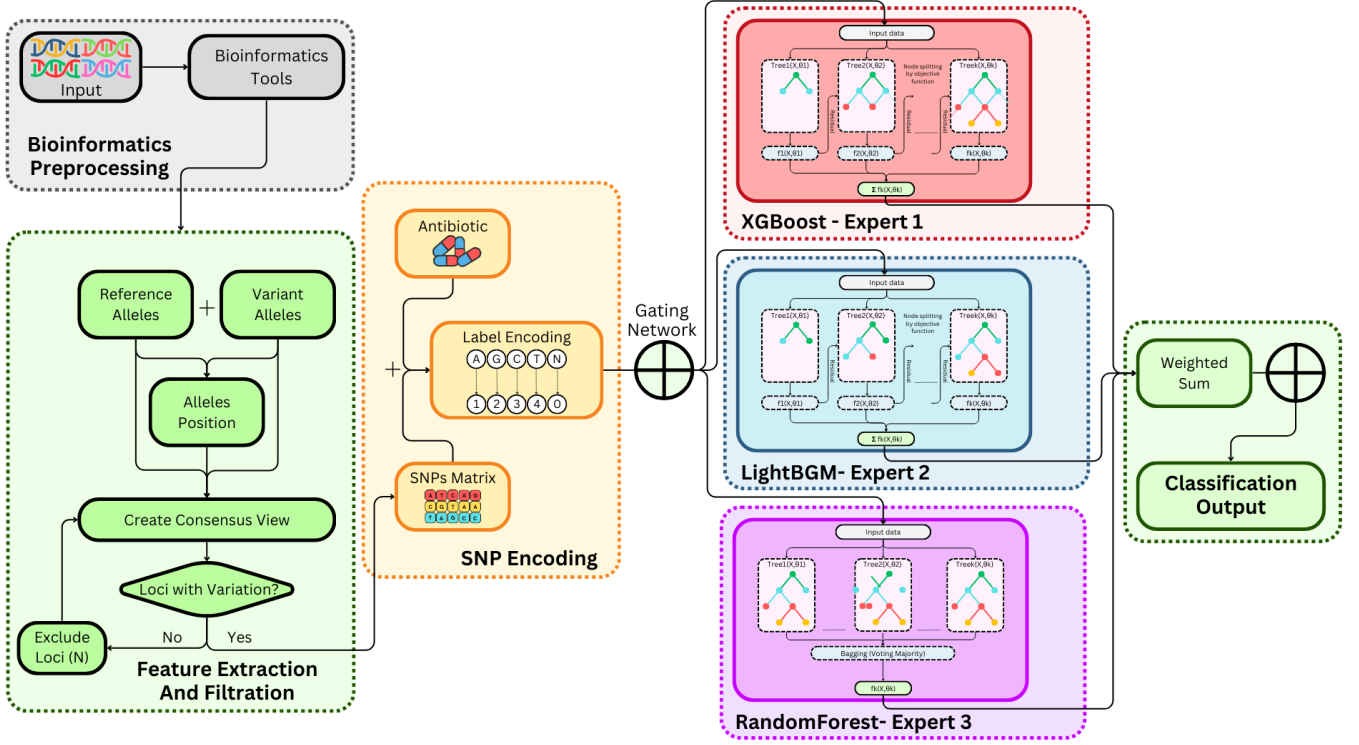 Input
Bioinformatics
Tools
Bioinformatics
Preprocessing
Reference
Alleles
+
Variant
Alleles
Alleles
Position
Create Consensus View
Loci with Variation?
No
Yes
Exclude
Loci (N)
Feature Extraction
And Filtration
Antibiotic
+
Label Encoding
A G C T N
1 2 3 4 0
SNPs Matrix
A T C A G
C G T A A
T A G C C
SNP Encoding
Gating
Network
Input data
Tree1{X,θ1}
Tree2{X,θ2}
Node splitting
by objective
function
Treek{X,θk}
Residual
Residual
f1(X,θ1)
f2(X,θ2)
fk(X,θk)
Σ fk(X,θk)
XGBoost - Expert 1
Input data
Tree1{X,θ1}
Tree2{X,θ2}
Node splitting
by objective
function
Treek{X,θk}
Residual
Residual
f1(X,θ1)
f2(X,θ2)
fk(X,θk)
Σ fk(X,θk)
LightBGM- Expert 2
Input data
Tree1{X,θ1}
Tree2{X,θ2}
Treek{X,θk}
Bagging (Voting Majority)
fk(X,θk)
RandomForest- Expert 3
Weighted
Sum
Classification
Output